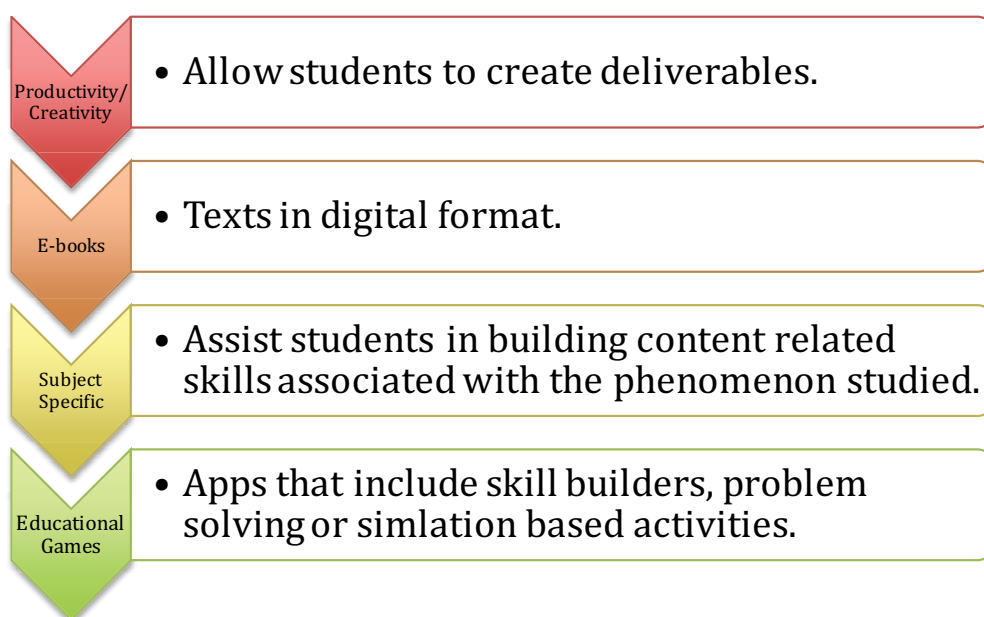 Productivity/
Creativity
• Allow students to create deliverables.
E-books
• Texts in digital format.
Subject
Specific
• Assist students in building content related
skills associated with the phenomenon studied.
Educational
Games
• Apps that include skill builders, problem
solving or simlation based activities.